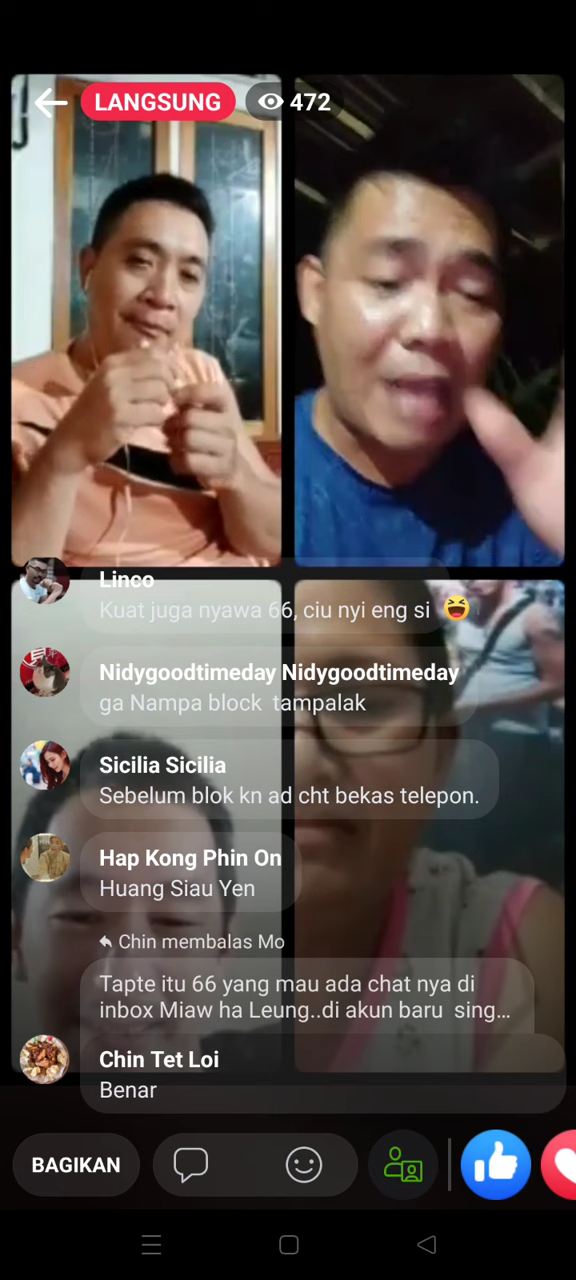 LANGSUNG
472
Linco
Kuat juga nyawa 66, ciu nyi eng si 😆
Nidygoodtimeday Nidygoodtimeday
ga Nampa block tampalak
Sicilia Sicilia
Sebelum blok kn ad cht bekas telepon.
Hap Kong Phin On
Huang Siau Yen
Chin membalas Mo
Tapte itu 66 yang mau ada chat nya di
inbox Miaw ha Leung..di akun baru sing...
Chin Tet Loi
Benar
BAGIKAN